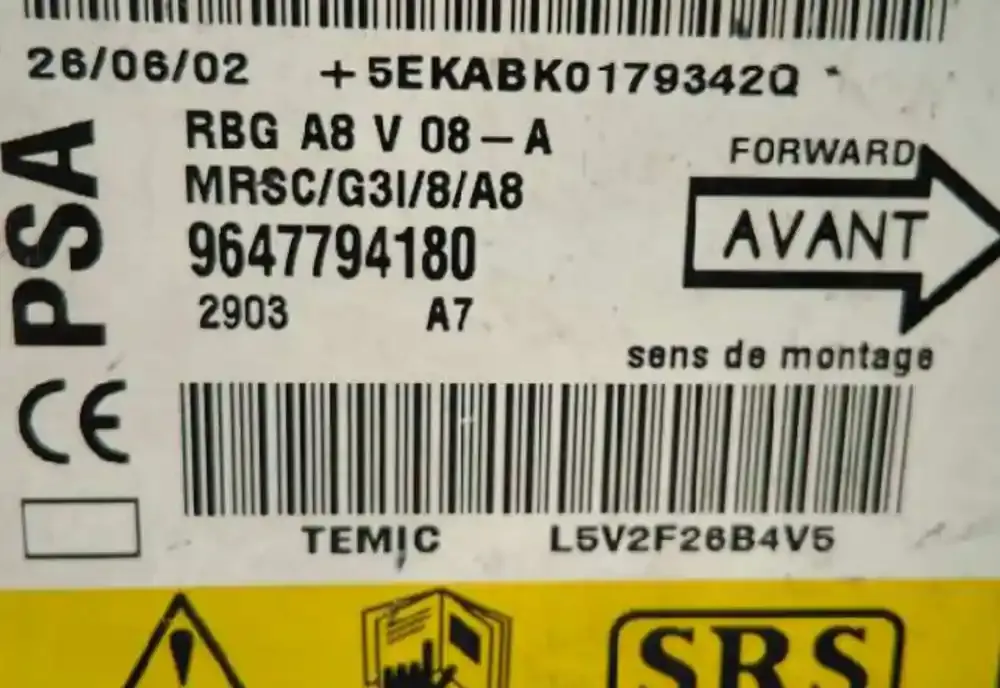 26/06/02 +5EKABK0179342Q
PSA
RBG A8 V 08-A
MRSC/G3I/8/A8
9647794180
2903 A7
FORWARD
AVANT
sens de montage
CE
TEMIC L5V2F26B4V5
SRS